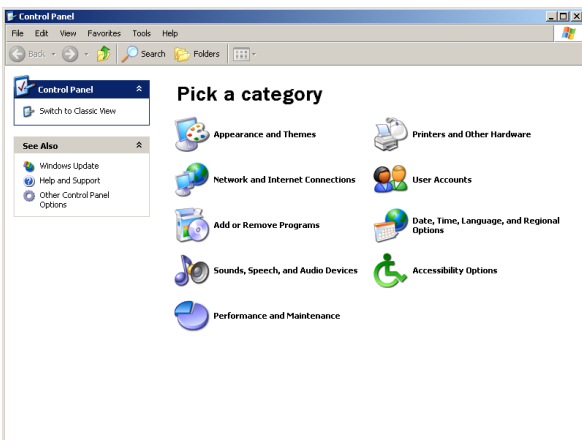 Control Panel
File Edit View Favorites Tools Help
Back Search Folders
Control Panel
Switch to Classic View
See Also
Windows Update
Help and Support
Other Control Panel
Options
Pick a category
Appearance and Themes
Printers and Other Hardware
Network and Internet Connections
User Accounts
Add or Remove Programs
Date, Time, Language, and Regional
Options
Sounds, Speech, and Audio Devices
Accessibility Options
Performance and Maintenance